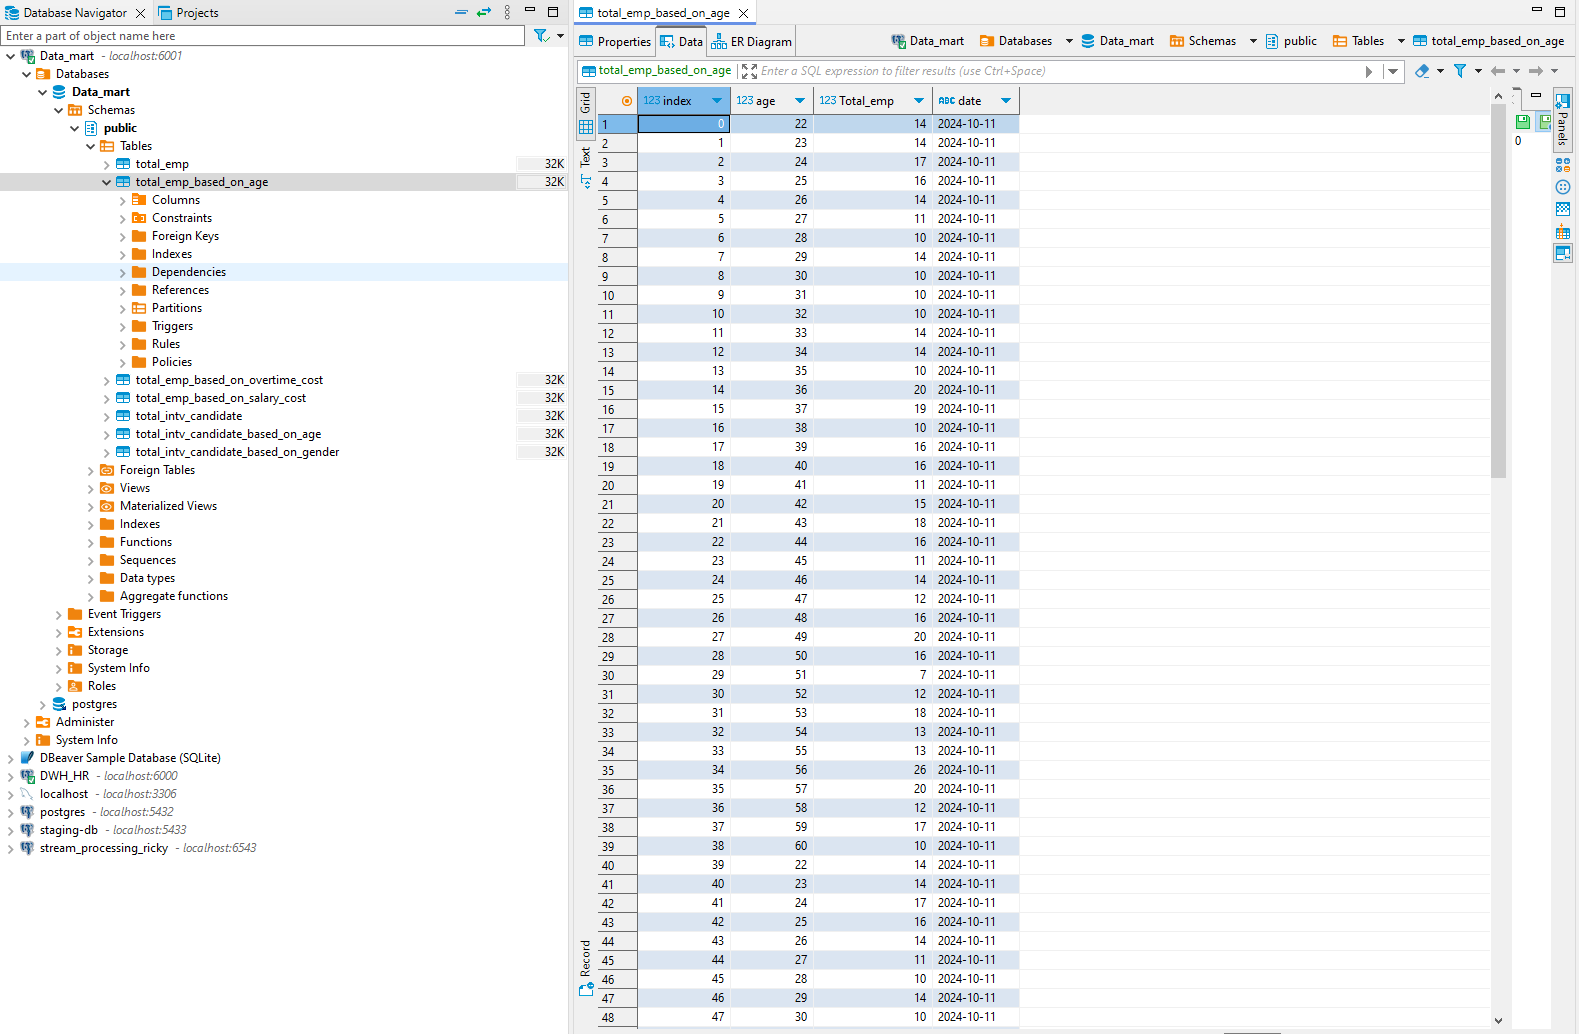 Database Navigator
Projects
Enter a part of object name here
Data_mart - localhost:6001
Databases
Data_mart
Schemas
public
Tables
total_emp 32K
total_emp_based_on_age 32K
Columns
Constraints
Foreign Keys
Indexes
Dependencies
References
Partitions
Triggers
Rules
Policies
total_emp_based_on_overtime_cost 32K
total_emp_based_on_salary_cost 32K
total_intv_candidate 32K
total_intv_candidate_based_on_age 32K
total_intv_candidate_based_on_gender 32K
Foreign Tables
Views
Materialized Views
Indexes
Functions
Sequences
Data types
Aggregate functions
Event Triggers
Extensions
Storage
System Info
Roles
postgres
Administer
System Info
DBeaver Sample Database (SQLite)
DWH_HR - localhost:6000
localhost - localhost:3306
postgres - localhost:5432
staging-db - localhost:5433
stream_processing_ricky - localhost:6543
total_emp_based_on_age
Properties Data ER Diagram Data_mart Databases Data_mart Schemas public Tables total_emp_based_on_age
total_emp_based_on_age Enter a SQL expression to filter results (use Ctrl+Space)
Grid
Text
Record
123 index 123 age 123 Total_emp ABC date
1 0 22 14 2024-10-11
2 1 23 14 2024-10-11
3 2 24 17 2024-10-11
4 3 25 16 2024-10-11
5 4 26 14 2024-10-11
6 5 27 11 2024-10-11
7 6 28 10 2024-10-11
8 7 29 14 2024-10-11
9 8 30 10 2024-10-11
10 9 31 10 2024-10-11
11 10 32 10 2024-10-11
12 11 33 14 2024-10-11
13 12 34 14 2024-10-11
14 13 35 10 2024-10-11
15 14 36 20 2024-10-11
16 15 37 19 2024-10-11
17 16 38 10 2024-10-11
18 17 39 16 2024-10-11
19 18 40 16 2024-10-11
20 19 41 11 2024-10-11
21 20 42 15 2024-10-11
22 21 43 18 2024-10-11
23 22 44 16 2024-10-11
24 23 45 11 2024-10-11
25 24 46 14 2024-10-11
26 25 47 12 2024-10-11
27 26 48 16 2024-10-11
28 27 49 20 2024-10-11
29 28 50 16 2024-10-11
30 29 51 7 2024-10-11
31 30 52 12 2024-10-11
32 31 53 18 2024-10-11
33 32 54 13 2024-10-11
34 33 55 13 2024-10-11
35 34 56 26 2024-10-11
36 35 57 20 2024-10-11
37 36 58 12 2024-10-11
38 37 59 17 2024-10-11
39 38 60 10 2024-10-11
40 39 22 14 2024-10-11
41 40 23 14 2024-10-11
42 41 24 17 2024-10-11
43 42 25 16 2024-10-11
44 43 26 14 2024-10-11
45 44 27 11 2024-10-11
46 45 28 10 2024-10-11
47 46 29 14 2024-10-11
48 47 30 10 2024-10-11
0
Panels